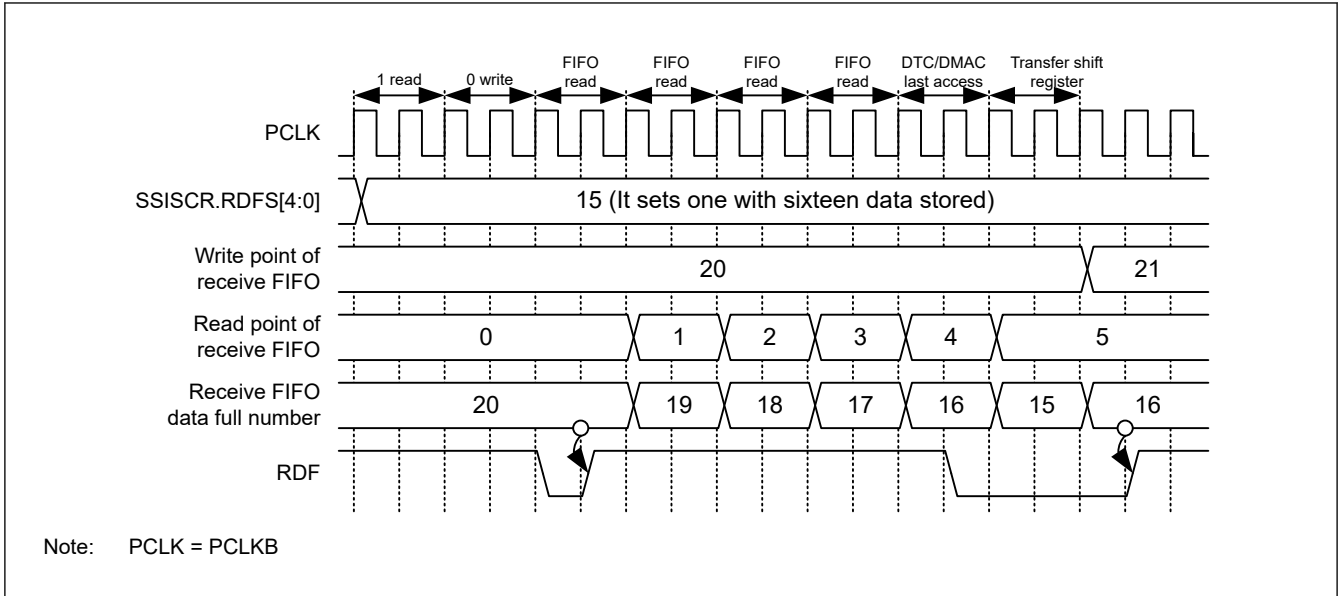 1 read
0 write
FIFO
read
FIFO
read
FIFO
read
FIFO
read
DTC/DMAC
last access
Transfer shift
register
PCLK
SSISCR.RDFS[4:0]
15 (It sets one with sixteen data stored)
Write point of
receive FIFO
20
21
Read point of
receive FIFO
0
1
2
3
4
5
Receive FIFO
data full number
20
19
18
17
16
15
16
RDF
Note: PCLK = PCLKB